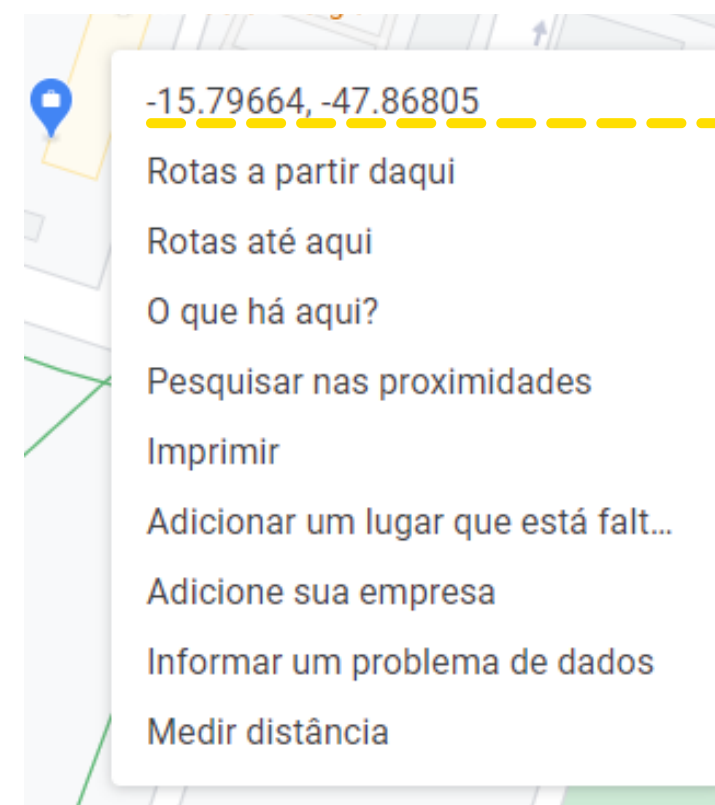 -15.79664, -47.86805
Rotas a partir daqui
Rotas até aqui
O que há aqui?
Pesquisar nas proximidades
Imprimir
Adicionar um lugar que está falt...
Adicione sua empresa
Informar um problema de dados
Medir distância